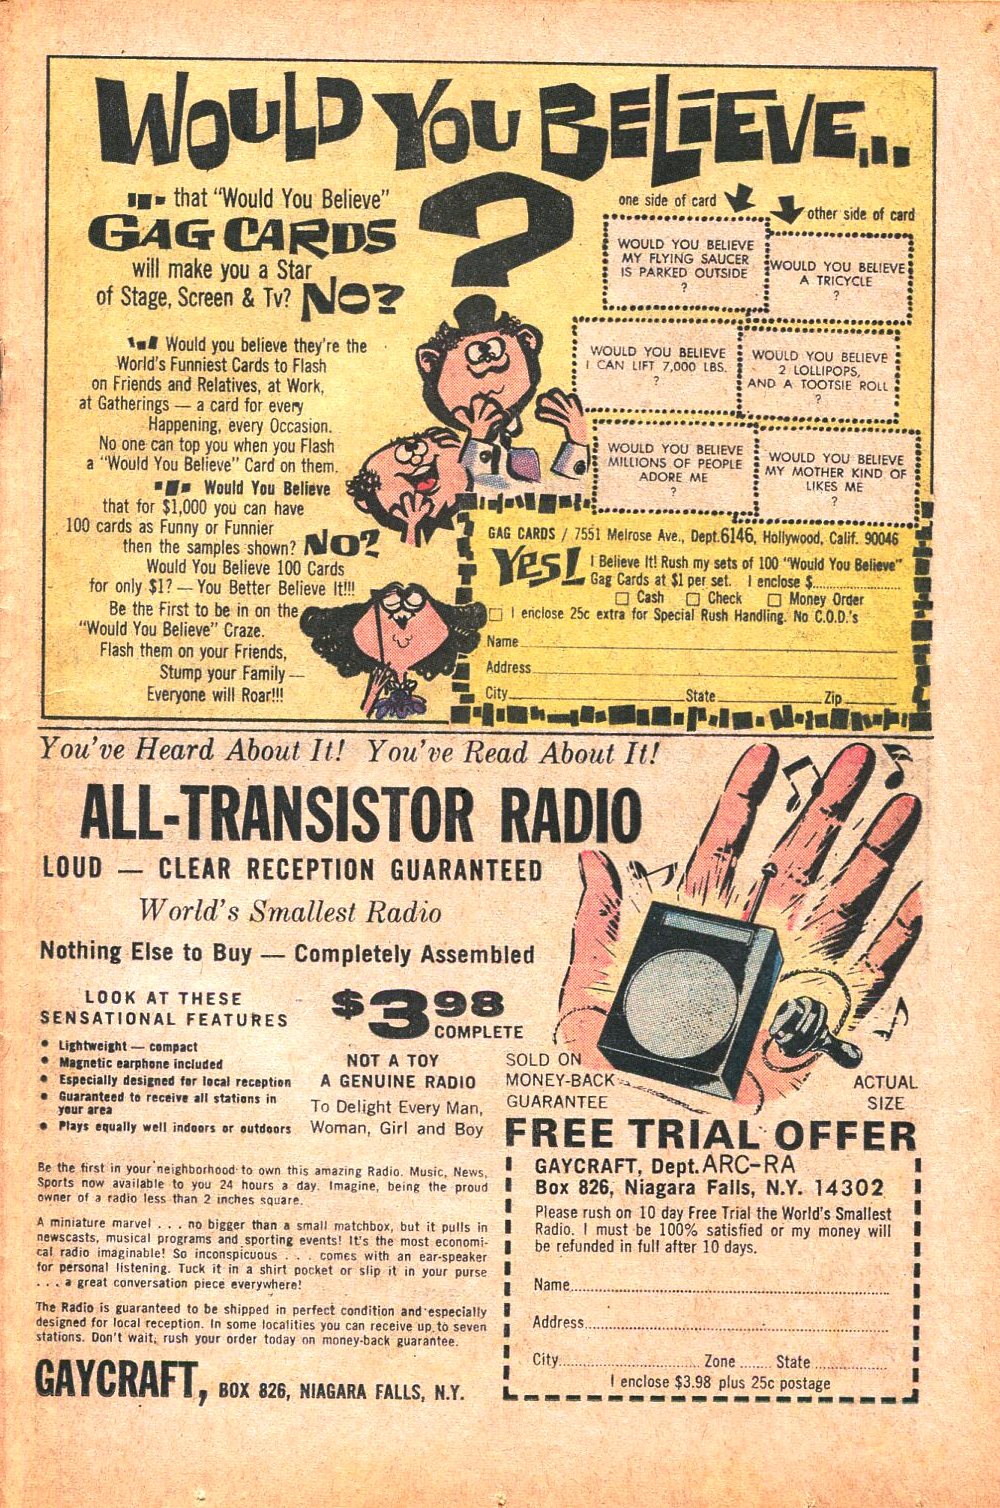 WOULD YOU BELIEVE...
... that "Would You Believe"
GAG CARDS
will make you a Star
of Stage, Screen & Tv? NO?
?
... Would you believe they're the
World's Funniest Cards to Flash
on Friends and Relatives, at Work,
at Gatherings — a card for every
Happening, every Occasion.
No one can top you when you Flash
a "Would You Believe" Card on them.
... Would You Believe
that for $1,000 you can have
100 cards as Funny or Funnier
then the samples shown? NO?
Would You Believe 100 Cards
for only $1? — You Better Believe It!!!
Be the First to be in on the
"Would You Believe" Craze.
Flash them on your Friends,
Stump your Family —
Everyone will Roar!!!
one side of card
other side of card
WOULD YOU BELIEVE
MY FLYING SAUCER
IS PARKED OUTSIDE
?
WOULD YOU BELIEVE
A TRICYCLE
?
WOULD YOU BELIEVE
I CAN LIFT 7,000 LBS.
?
WOULD YOU BELIEVE
2 LOLLIPOPS,
AND A TOOTSIE ROLL
?
WOULD YOU BELIEVE
MILLIONS OF PEOPLE
ADORE ME
?
WOULD YOU BELIEVE
MY MOTHER KIND OF
LIKES ME
?
GAG CARDS / 7551 Melrose Ave., Dept. 6146, Hollywood, Calif. 90046
YES! I Believe It! Rush my sets of 100 "Would You Believe"
Gag Cards at $1 per set. I enclose $
Cash Check Money Order
I enclose 25c extra for Special Rush Handling. No C.O.D.'s
Name
Address
City State Zip
You've Heard About It! You've Read About It!
ALL-TRANSISTOR RADIO
LOUD — CLEAR RECEPTION GUARANTEED
World's Smallest Radio
Nothing Else to Buy — Completely Assembled
LOOK AT THESE
SENSATIONAL FEATURES
• Lightweight — compact
• Magnetic earphone included
• Especially designed for local reception
• Guaranteed to receive all stations in
your area
• Plays equally well indoors or outdoors
$3.98
COMPLETE
NOT A TOY
A GENUINE RADIO
To Delight Every Man,
Woman, Girl and Boy
SOLD ON
MONEY-BACK
GUARANTEE
ACTUAL
SIZE
Be the first in your neighborhood to own this amazing Radio. Music, News,
Sports now available to you 24 hours a day. Imagine, being the proud
owner of a radio less than 2 inches square.
A miniature marvel . . . no bigger than a small matchbox, but it pulls in
newscasts, musical programs and sporting events! It's the most economi-
cal radio imaginable! So inconspicuous . . . comes with an ear-speaker
for personal listening. Tuck it in a shirt pocket or slip it in your purse
. . . a great conversation piece everywhere!
The Radio is guaranteed to be shipped in perfect condition and especially
designed for local reception. In some localities you can receive up to seven
stations. Don't wait, rush your order today on money-back guarantee.
GAYCRAFT, BOX 826, NIAGARA FALLS, N.Y.
FREE TRIAL OFFER
GAYCRAFT, Dept. ARC-RA
Box 826, Niagara Falls, N.Y. 14302
Please rush on 10 day Free Trial the World's Smallest
Radio. I must be 100% satisfied or my money will
be refunded in full after 10 days.
Name
Address
City Zone State
I enclose $3.98 plus 25c postage